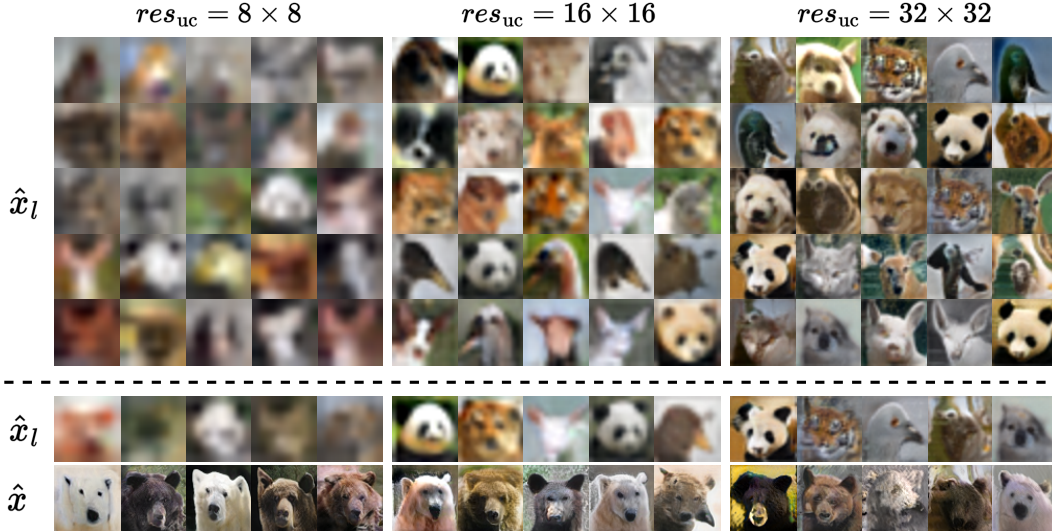 res_uc = 8 × 8
res_uc = 16 × 16
res_uc = 32 × 32
x̂_l
x̂_l
x̂